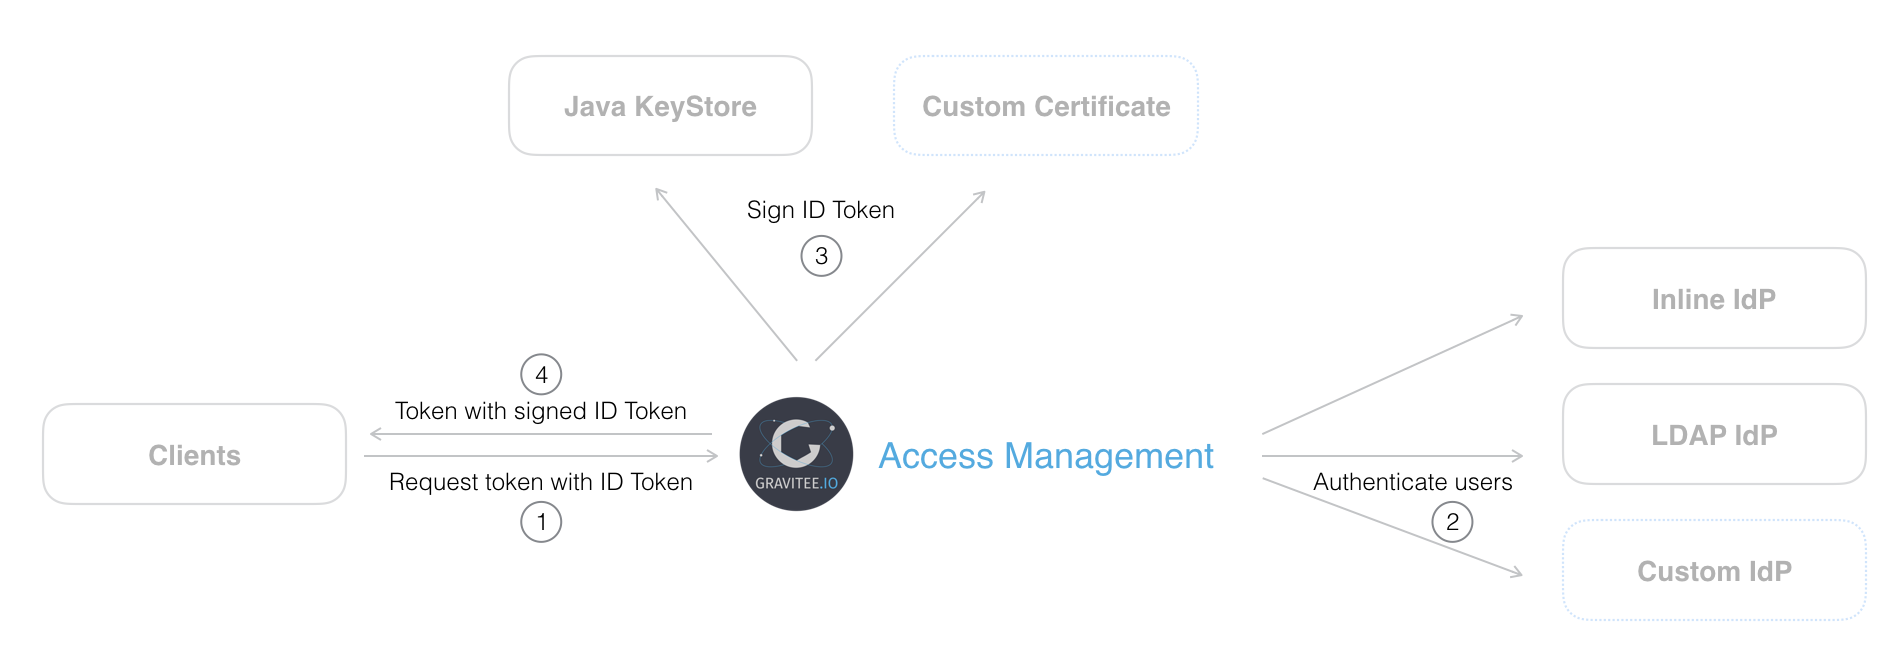 Java KeyStore
Custom Certificate
Sign ID Token
3
Inline IdP
4
Token with signed ID Token
Clients
Request token with ID Token
1
GRAVITEE.IO
Access Management
LDAP IdP
Authenticate users
2
Custom IdP